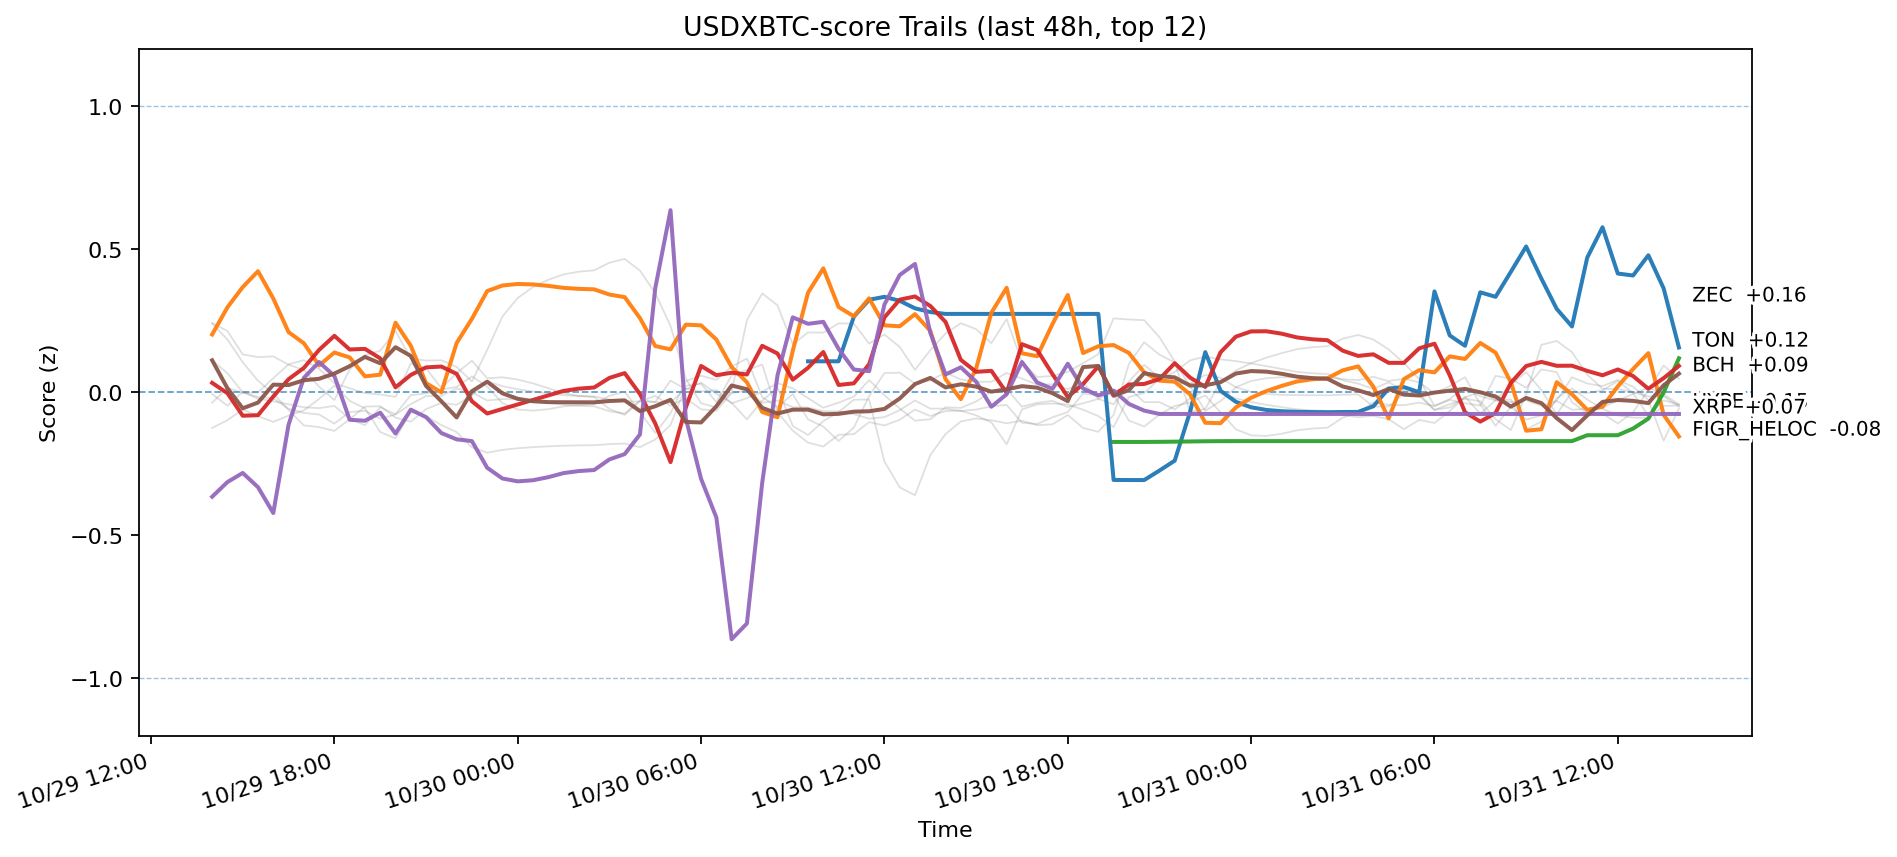 USDXBTC-score Trails (last 48h, top 12)
Score (z)
1.0
0.5
0.0
−0.5
−1.0
ZEC +0.16
TON +0.12
BCH +0.09
XRP +0.07
FIGR_HELOC -0.08
10/29 12:00
10/29 18:00
10/30 00:00
10/30 06:00
10/30 12:00
10/30 18:00
10/31 00:00
10/31 06:00
10/31 12:00
Time